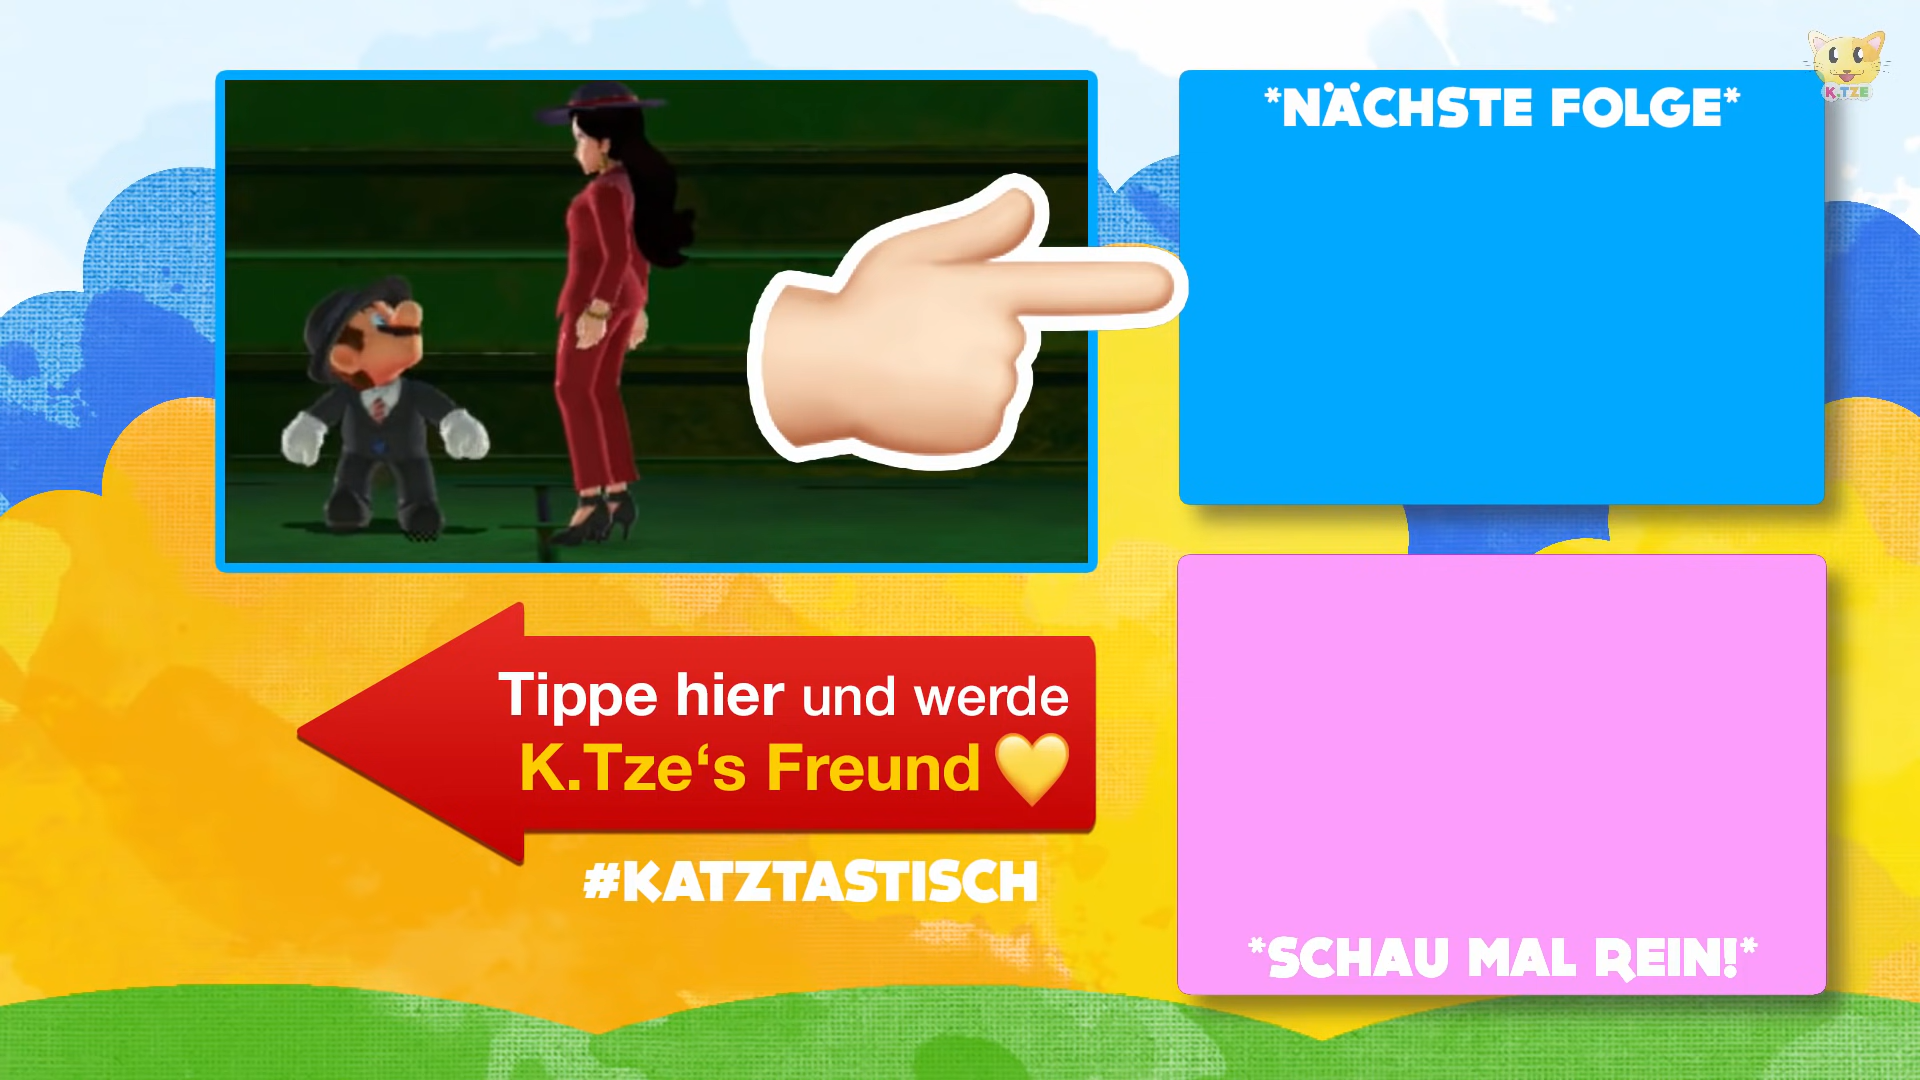 *NÄCHSTE FOLGE*
K.TZE
Tippe hier und werde
K.Tze‘s Freund
#KATZTASTISCH
*SCHAU MAL REIN!*